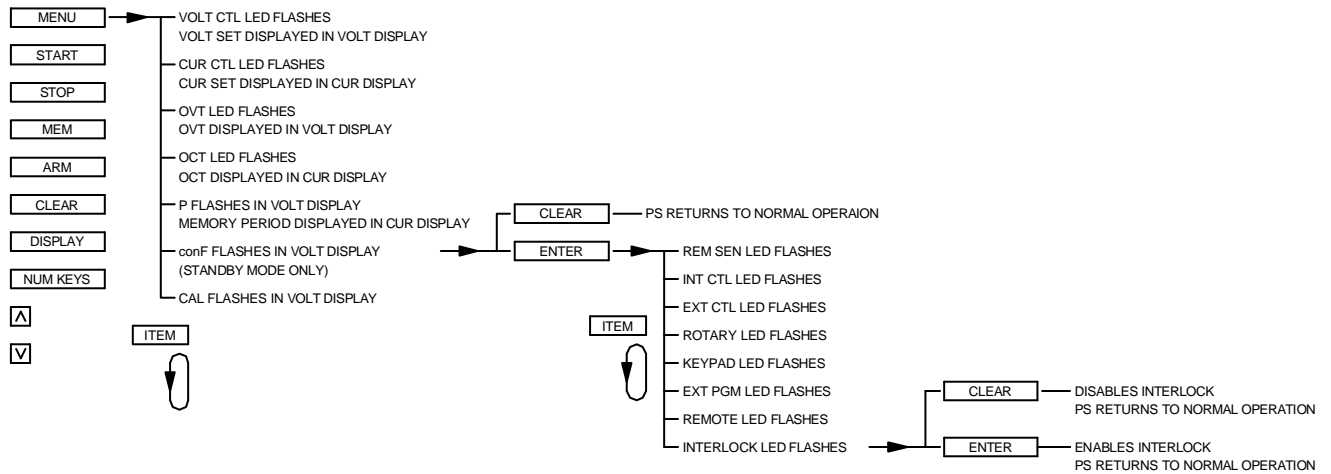 MENU
START
STOP
MEM
ARM
CLEAR
DISPLAY
NUM KEYS
VOLT CTL LED FLASHES
VOLT SET DISPLAYED IN VOLT DISPLAY
CUR CTL LED FLASHES
CUR SET DISPLAYED IN CUR DISPLAY
OVT LED FLASHES
OVT DISPLAYED IN VOLT DISPLAY
OCT LED FLASHES
OCT DISPLAYED IN CUR DISPLAY
P FLASHES IN VOLT DISPLAY
MEMORY PERIOD DISPLAYED IN CUR DISPLAY
conF FLASHES IN VOLT DISPLAY
(STANDBY MODE ONLY)
CAL FLASHES IN VOLT DISPLAY
ITEM
CLEAR
PS RETURNS TO NORMAL OPERAION
ENTER
REM SEN LED FLASHES
INT CTL LED FLASHES
EXT CTL LED FLASHES
ROTARY LED FLASHES
KEYPAD LED FLASHES
EXT PGM LED FLASHES
REMOTE LED FLASHES
INTERLOCK LED FLASHES
ITEM
CLEAR
DISABLES INTERLOCK
PS RETURNS TO NORMAL OPERATION
ENTER
ENABLES INTERLOCK
PS RETURNS TO NORMAL OPERATION